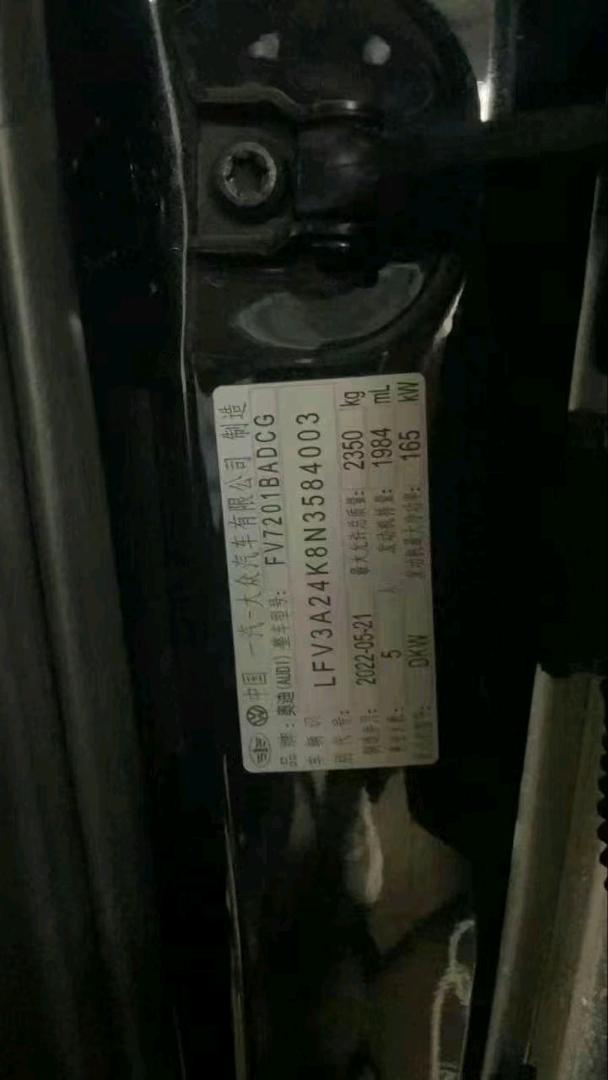 中国 一汽-大众汽车有限公司 制造
品牌：奥迪(AUDI) 整车型号： FV7201BADCG
车辆识别代号： LFV3A24K8N3584003
制造年月： 2022-05-21 最大允许总质量： 2350 kg
乘坐人数： 5 人 发动机排量： 1984 mL
发动机型号： DKW 发动机最大净功率： 165 kW